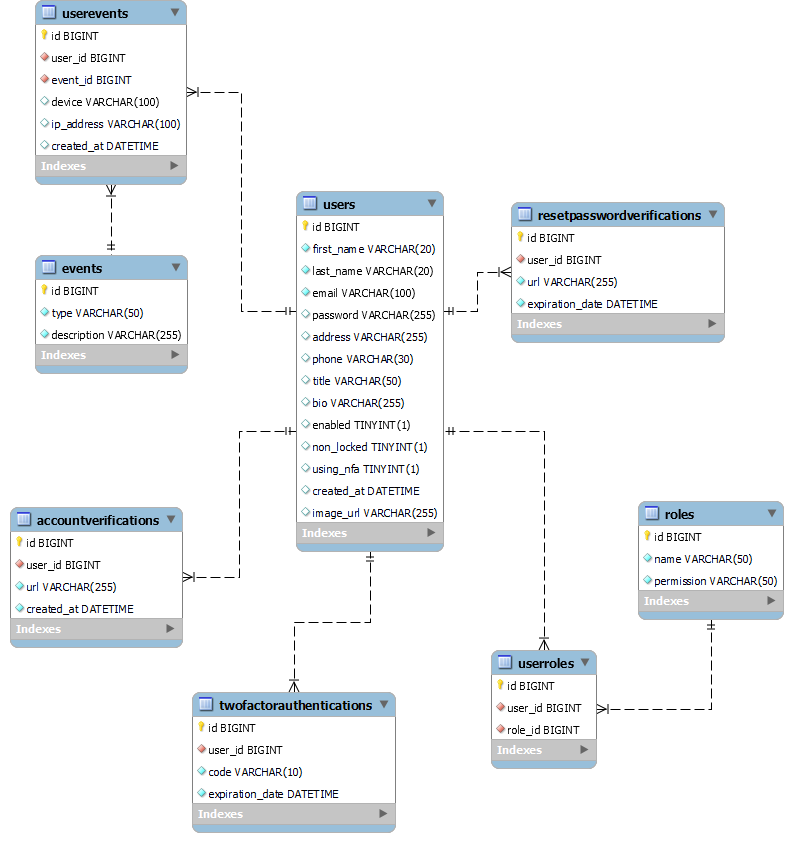 userevents
id BIGINT
user_id BIGINT
event_id BIGINT
device VARCHAR(100)
ip_address VARCHAR(100)
created_at DATETIME
Indexes
events
id BIGINT
type VARCHAR(50)
description VARCHAR(255)
Indexes
users
id BIGINT
first_name VARCHAR(20)
last_name VARCHAR(20)
email VARCHAR(100)
password VARCHAR(255)
address VARCHAR(255)
phone VARCHAR(30)
title VARCHAR(50)
bio VARCHAR(255)
enabled TINYINT(1)
non_locked TINYINT(1)
using_nfa TINYINT(1)
created_at DATETIME
image_url VARCHAR(255)
Indexes
resetpasswordverifications
id BIGINT
user_id BIGINT
url VARCHAR(255)
expiration_date DATETIME
Indexes
accountverifications
id BIGINT
user_id BIGINT
url VARCHAR(255)
created_at DATETIME
Indexes
roles
id BIGINT
name VARCHAR(50)
permission VARCHAR(50)
Indexes
userroles
id BIGINT
user_id BIGINT
role_id BIGINT
Indexes
twofactorauthentications
id BIGINT
user_id BIGINT
code VARCHAR(10)
expiration_date DATETIME
Indexes